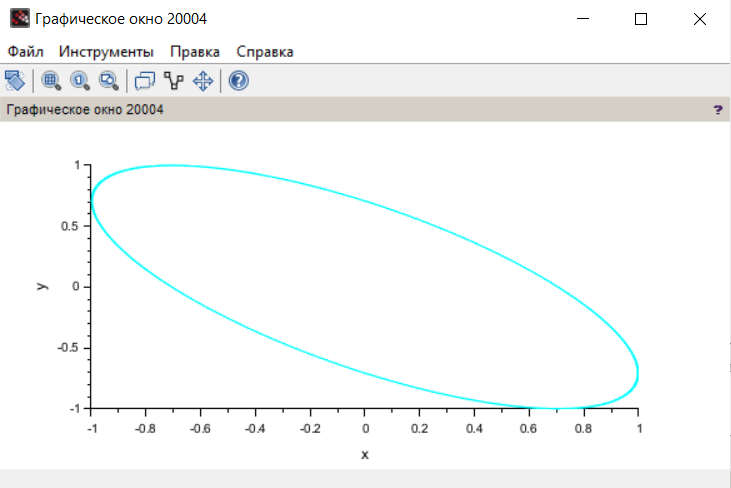 Графическое окно 20004
Файл Инструменты Правка Справка
Графическое окно 20004 ?
1
0.5
0
-0.5
-1
y
-1 -0.8 -0.6 -0.4 -0.2 0 0.2 0.4 0.6 0.8 1
x